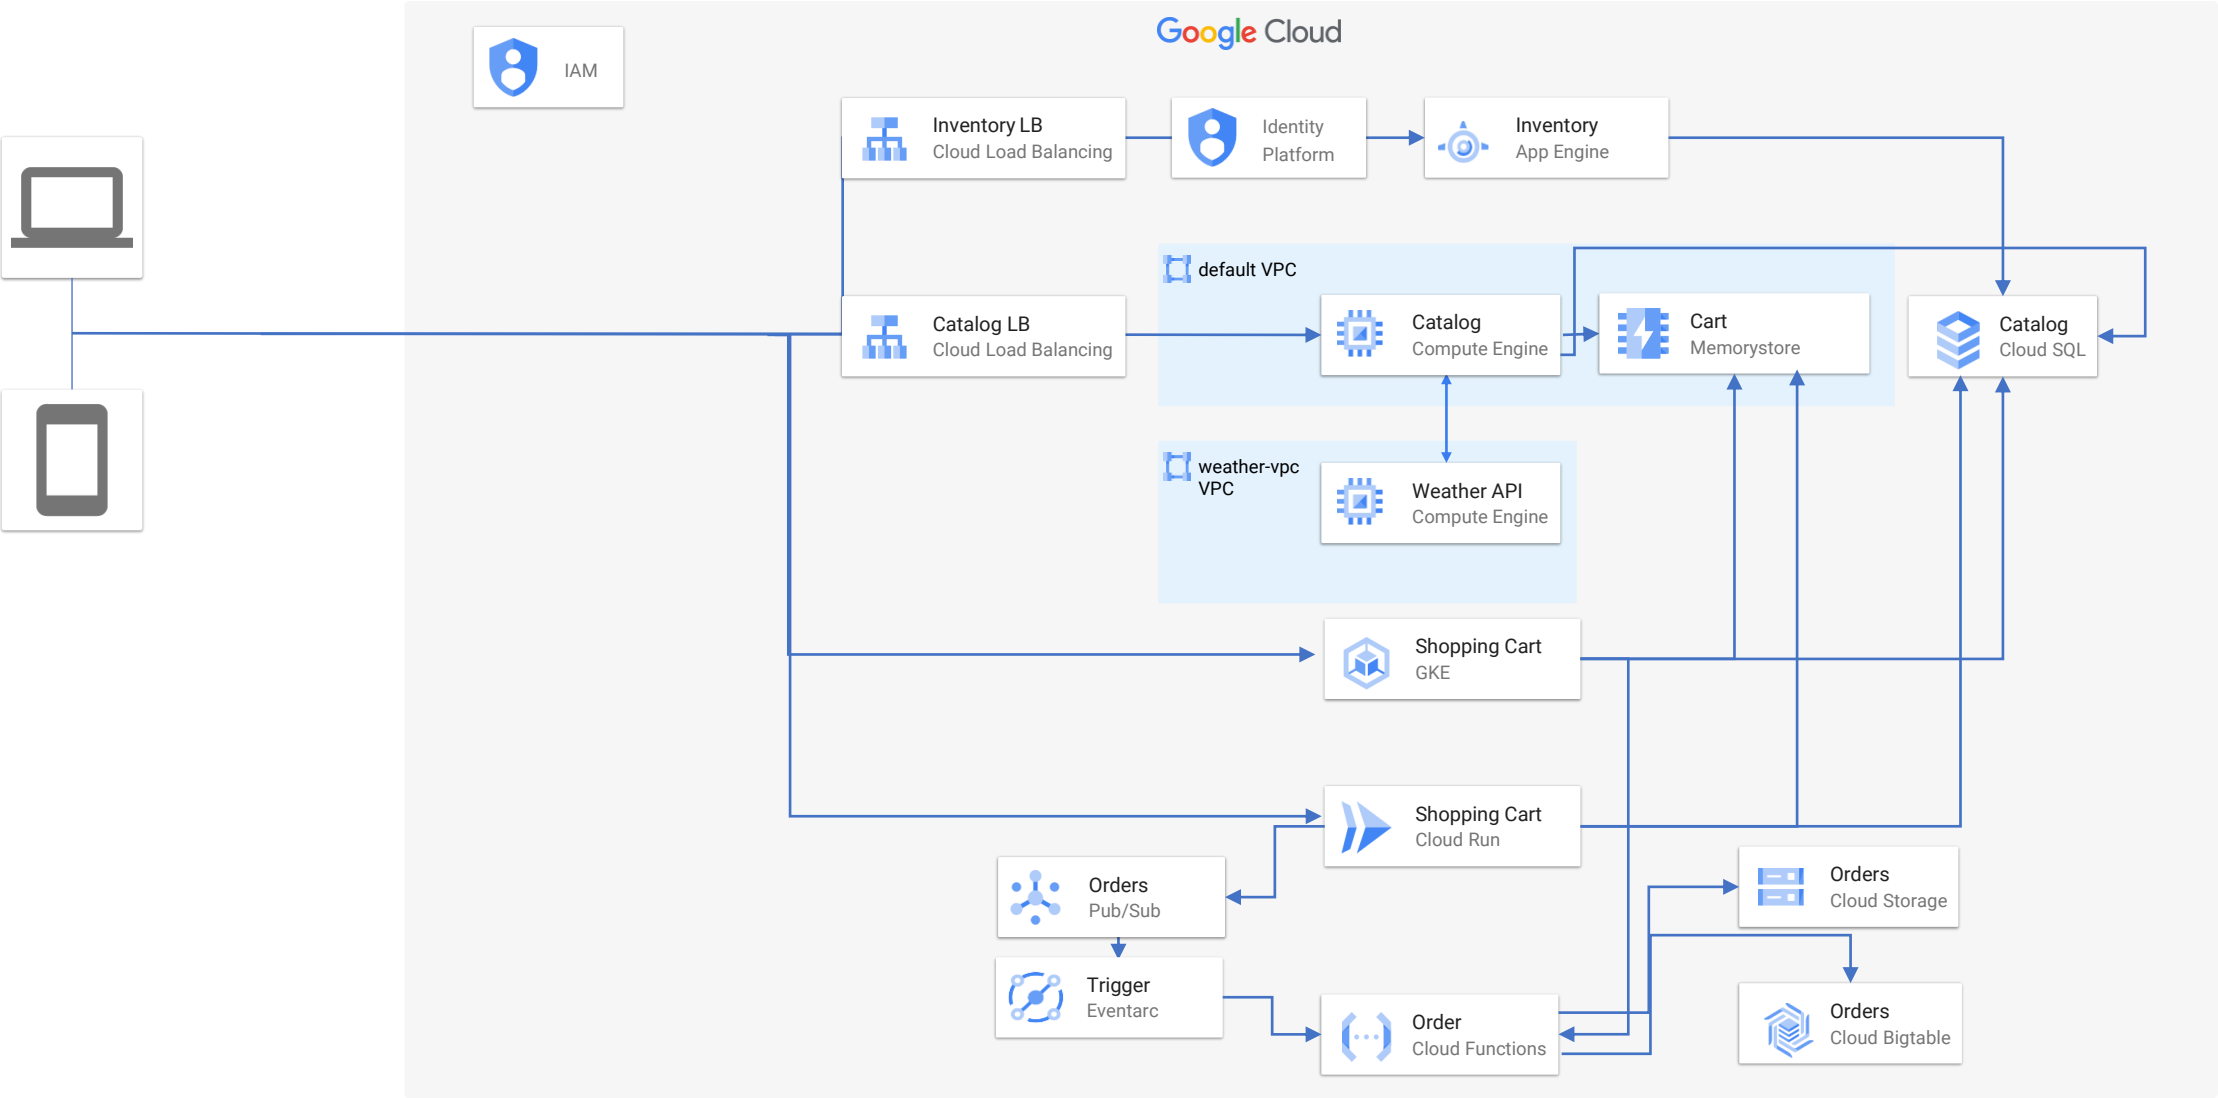 Google Cloud
IAM
Inventory LB
Cloud Load Balancing
Identity
Platform
Inventory
App Engine
default VPC
Catalog LB
Cloud Load Balancing
Catalog
Compute Engine
Cart
Memorystore
Catalog
Cloud SQL
weather-vpc
VPC
Weather API
Compute Engine
Shopping Cart
GKE
Shopping Cart
Cloud Run
Orders
Pub/Sub
Orders
Cloud Storage
Trigger
Eventarc
Order
Cloud Functions
Orders
Cloud Bigtable